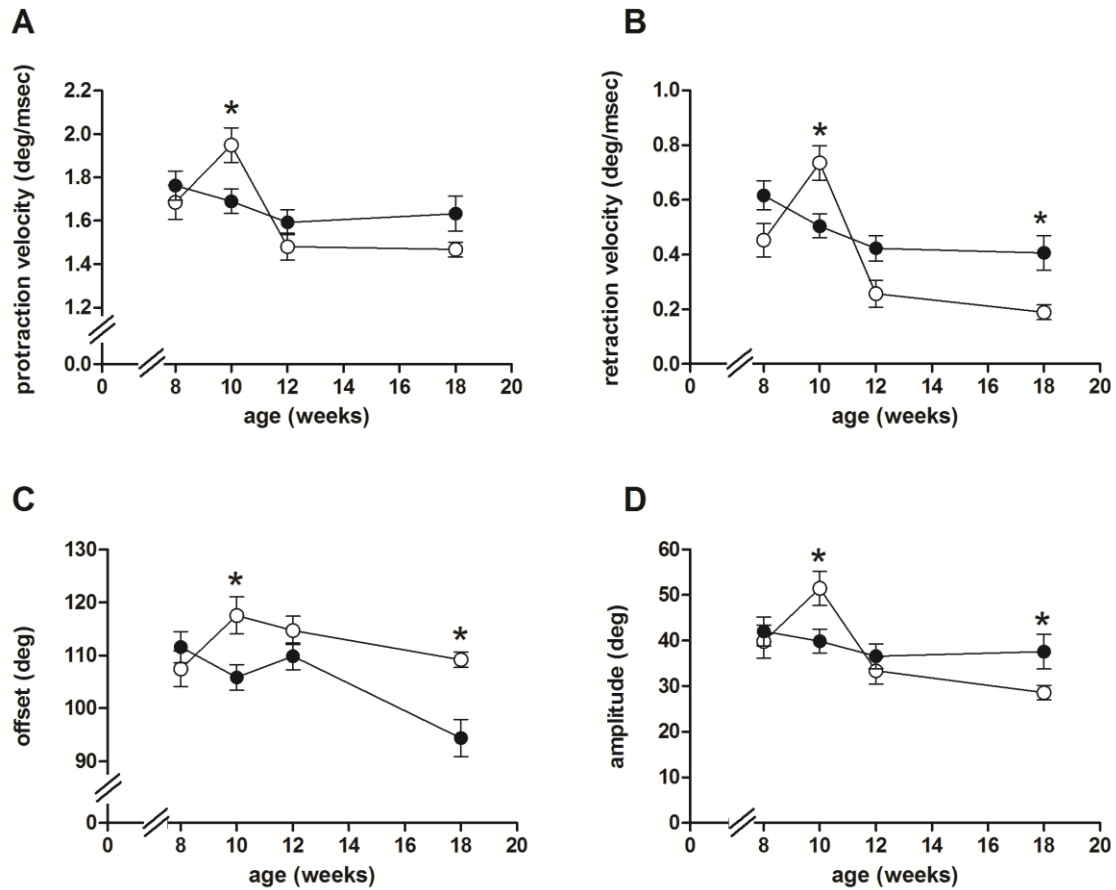 A
protraction velocity (deg/msec)
2.2
2.0
1.8
1.6
1.4
1.2
0.0
*
0 8 10 12 14 16 18 20
age (weeks)
B
retraction velocity (deg/msec)
1.0
0.8
0.6
0.4
0.2
0.0
*
*
0 8 10 12 14 16 18 20
age (weeks)
C
offset (deg)
130
120
110
100
90
0
*
*
0 8 10 12 14 16 18 20
age (weeks)
D
amplitude (deg)
60
50
40
30
20
10
0
*
*
0 8 10 12 14 16 18 20
age (weeks)